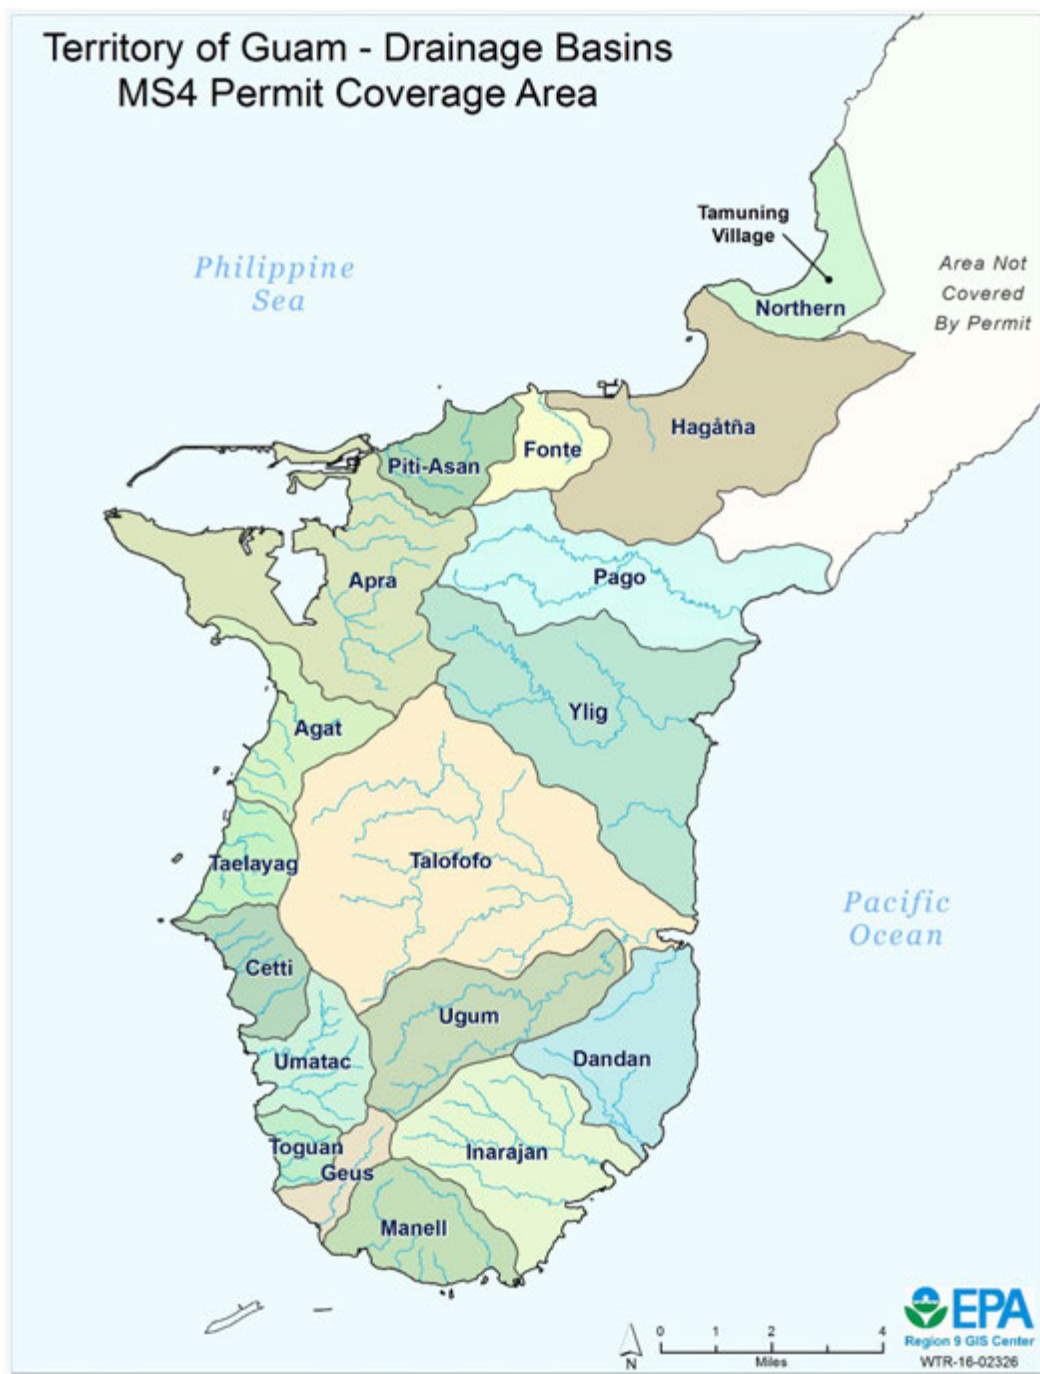 Territory of Guam - Drainage Basins
MS4 Permit Coverage Area
Tamuning
Village
Philippine
Sea
Area Not
Covered
By Permit
Northern
Hagåtña
Fonte
Piti-Asan
Apra
Pago
Ylig
Agat
Talofofo
Taelayag
Pacific
Ocean
Cetti
Ugum
Umatac
Dandan
Toguan
Inarajan
Geus
Manell
EPA
Region 9 GIS Center
WTR-16-02326
N
0 1 2 4
Miles